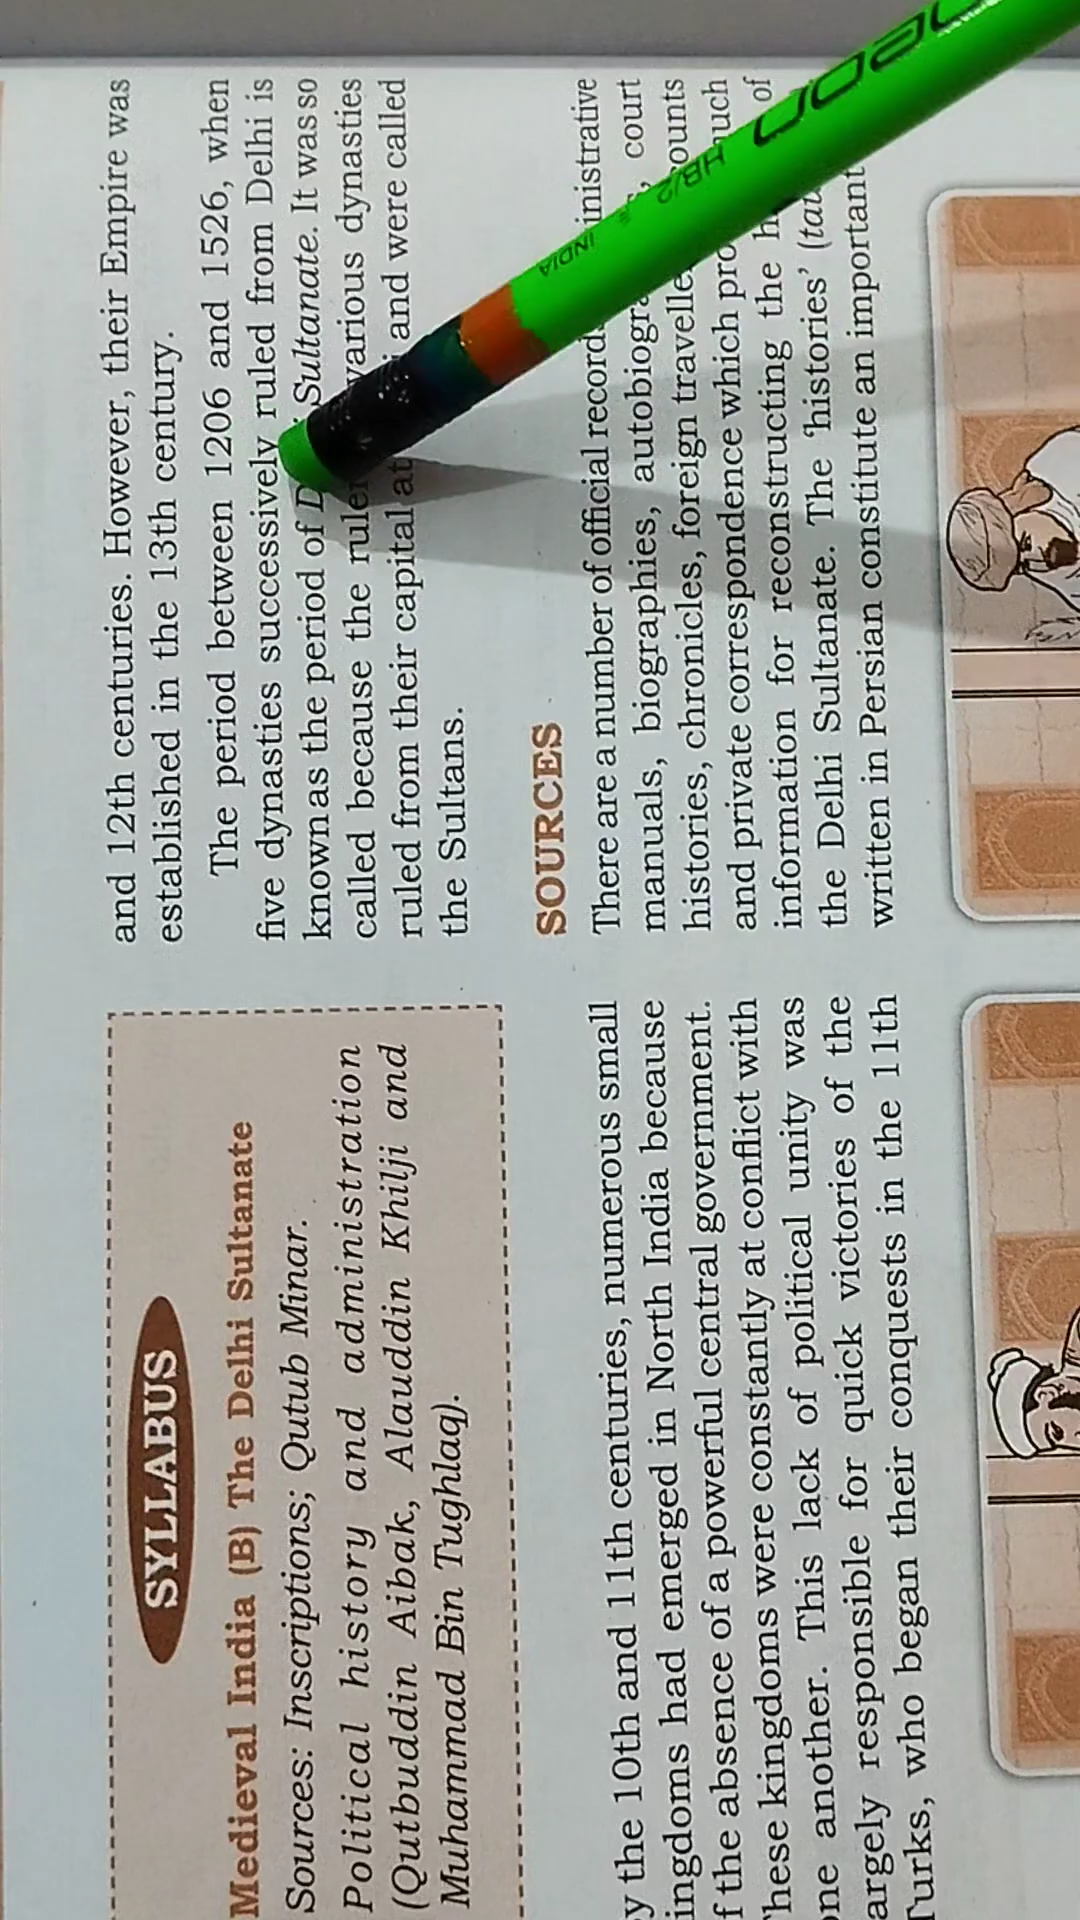 SYLLABUS
Medieval India (B) The Delhi Sultanate
Sources: Inscriptions; Qutub Minar.
Political history and administration
(Qutbuddin Aibak, Alauddin Khilji and
Muhammad Bin Tughlaq).
y the 10th and 11th centuries, numerous small
ingdoms had emerged in North India because
f the absence of a powerful central government.
hese kingdoms were constantly at conflict with
ne another. This lack of political unity was
argely responsible for quick victories of the
Turks, who began their conquests in the 11th
and 12th centuries. However, their Empire was
established in the 13th century.
The period between 1206 and 1526, when
five dynasties successively ruled from Delhi is
known as the period of D Sultanate. It was so
called because the ruler various dynasties
ruled from their capital at and were called
the Sultans.
SOURCES
There are a number of official record inistrative
manuals, biographies, autobiogra court
histories, chronicles, foreign travelle ounts
and private correspondence which pro much
information for reconstructing the h of
the Delhi Sultanate. The ‘histories’ (ta
written in Persian constitute an important
HB/2
INDIA